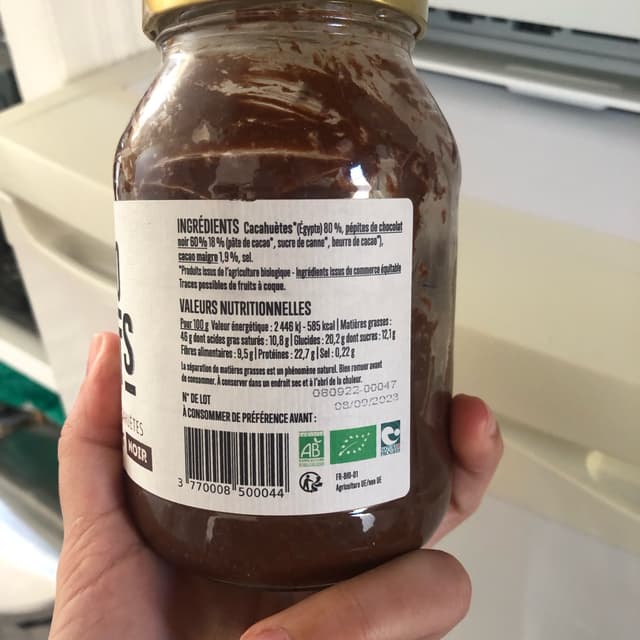 INGRÉDIENTS Cacahuètes*(Égypte) 80 %, pépites de chocolat
noir 60 % 18 % (pâte de cacao*, sucre de canne*, beurre de cacao*),
cacao maigre 1,9 %, sel.
*Produits issus de l'agriculture biologique - Ingrédients issus du commerce équitable
Traces possibles de fruits à coque.
VALEURS NUTRITIONNELLES
Pour 100 g Valeur énergétique : 2 446 kj - 585 kcal | Matières grasses :
45 g dont acides gras saturés : 10,8 g | Glucides : 20,2 g dont sucres : 12,1g
Fibres alimentaires : 9,5 g | Protéines : 22,7 g | Sel : 0,22 g
La séparation de matières grasses est un phénomène naturel. Bien remuer avant
de consommer. À conserver dans un endroit sec et à l'abri de la chaleur.
080922-00047
N° DE LOT
08/09/2023
À CONSOMMER DE PRÉFÉRENCE AVANT :
NOIR
AB
3 770008 500044
FR-BIO-01
Agriculture UE/non UE